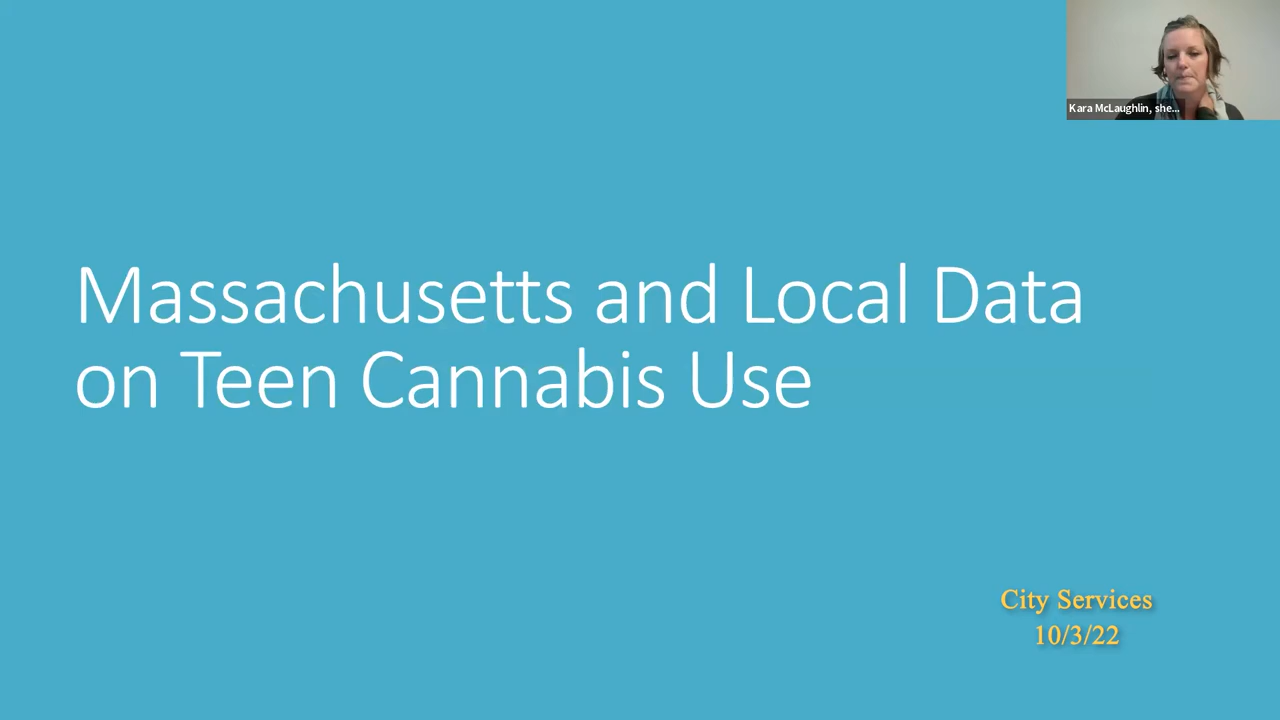 Kara McLaughlin, she...
Massachusetts and Local Data
on Teen Cannabis Use
City Services
10/3/22